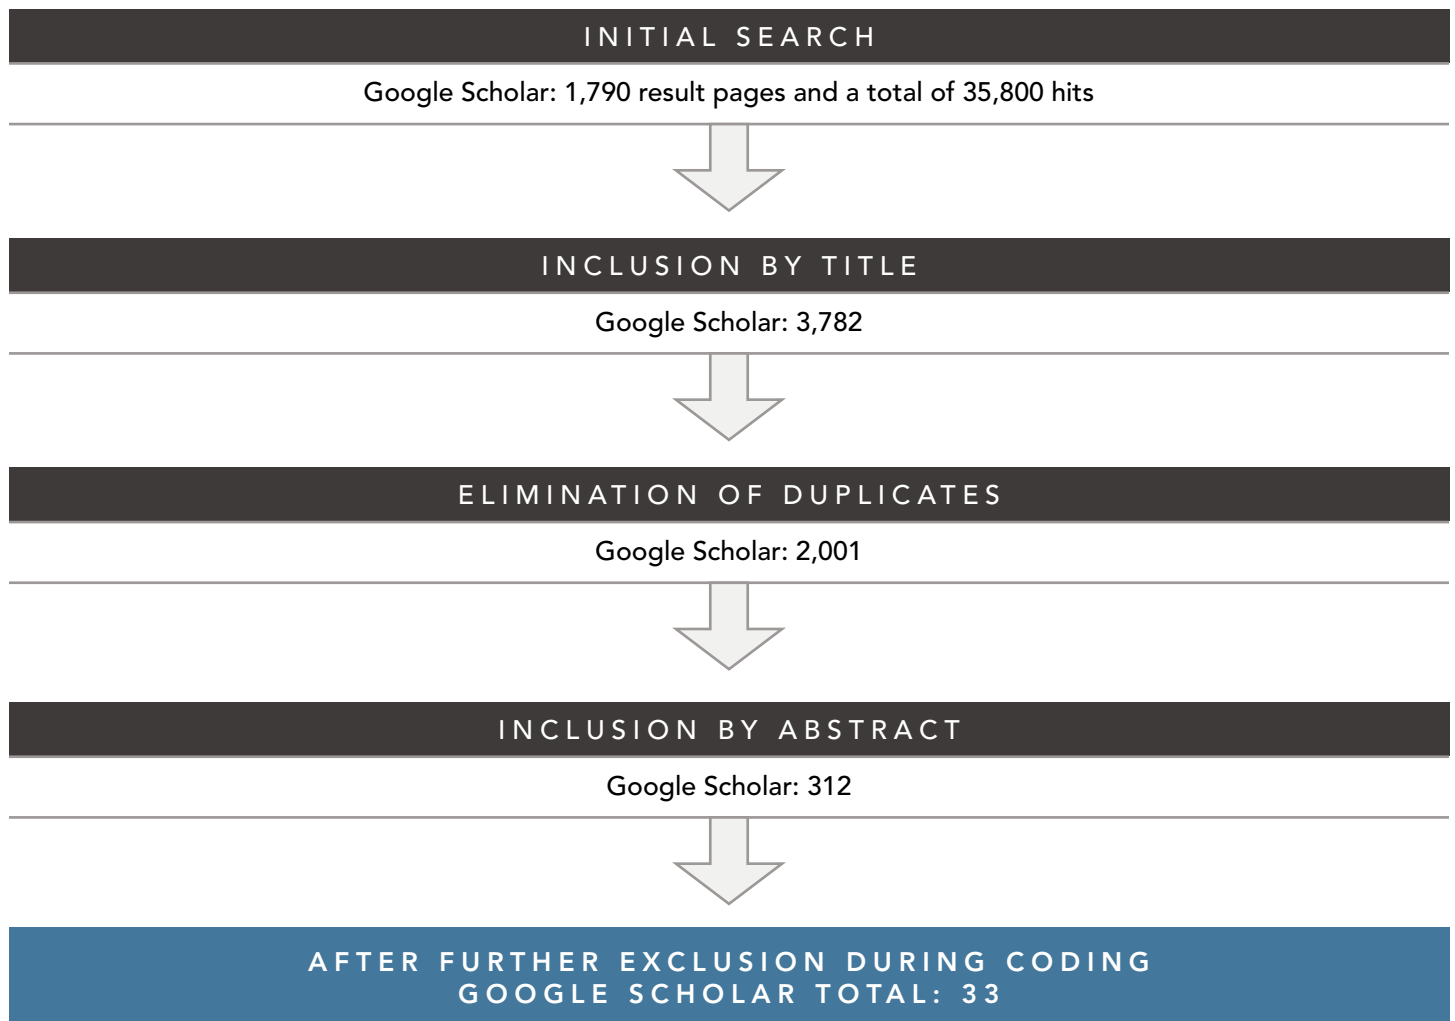 INITIAL SEARCH
Google Scholar: 1,790 result pages and a total of 35,800 hits
INCLUSION BY TITLE
Google Scholar: 3,782
ELIMINATION OF DUPLICATES
Google Scholar: 2,001
INCLUSION BY ABSTRACT
Google Scholar: 312
AFTER FURTHER EXCLUSION DURING CODING
GOOGLE SCHOLAR TOTAL: 33